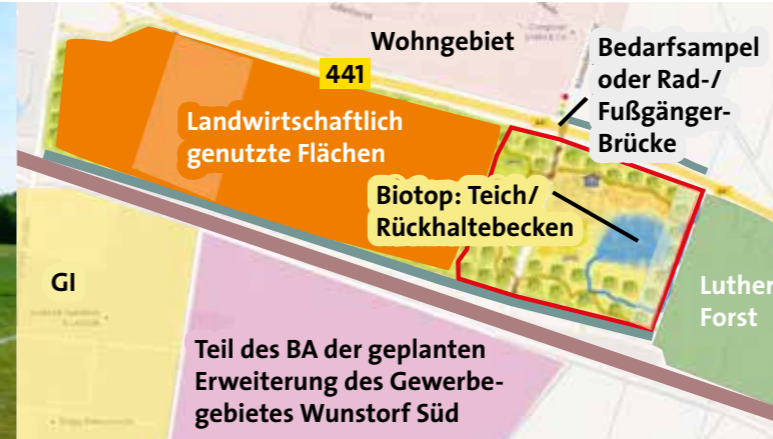 Wohngebiet
441
Bedarfsampel
oder Rad-/
Fußgänger-
Brücke
Landwirtschaftlich
genutzte Flächen
Biotop: Teich/
Rückhaltebecken
GI
Luther
Forst
Teil des BA der geplanten
Erweiterung des Gewerbe-
gebietes Wunstorf Süd